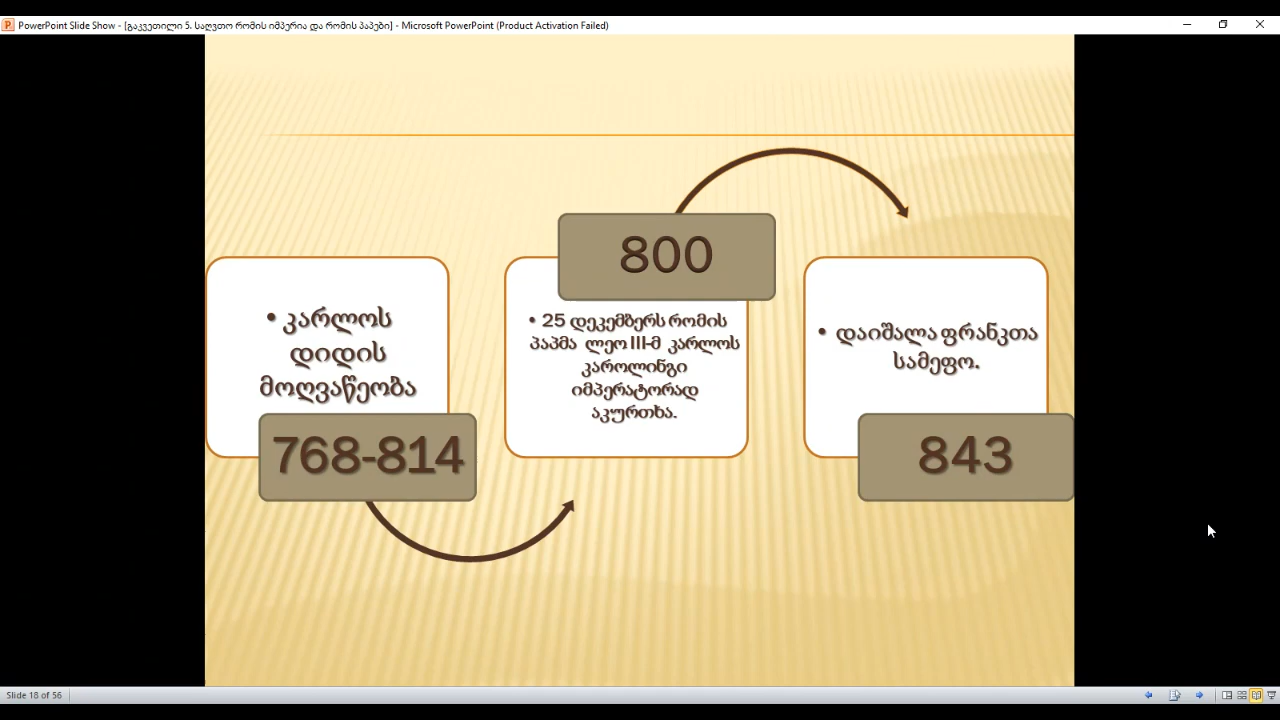 PowerPoint Slide Show - [გაკვეთილი 5. საღვთო რომის იმპერია და რომის პაპები] - Microsoft PowerPoint (Product Activation Failed)
• კარლოს
დიდის
მოღვაწეობა
768-814
800
• 25 დეკემბერს რომის
პაპმა ლეო III-მ კარლოს
კაროლინგი
იმპერატორად
აკურთხა.
• დაიშალა ფრანკთა
სამეფო.
843
Slide 18 of 56